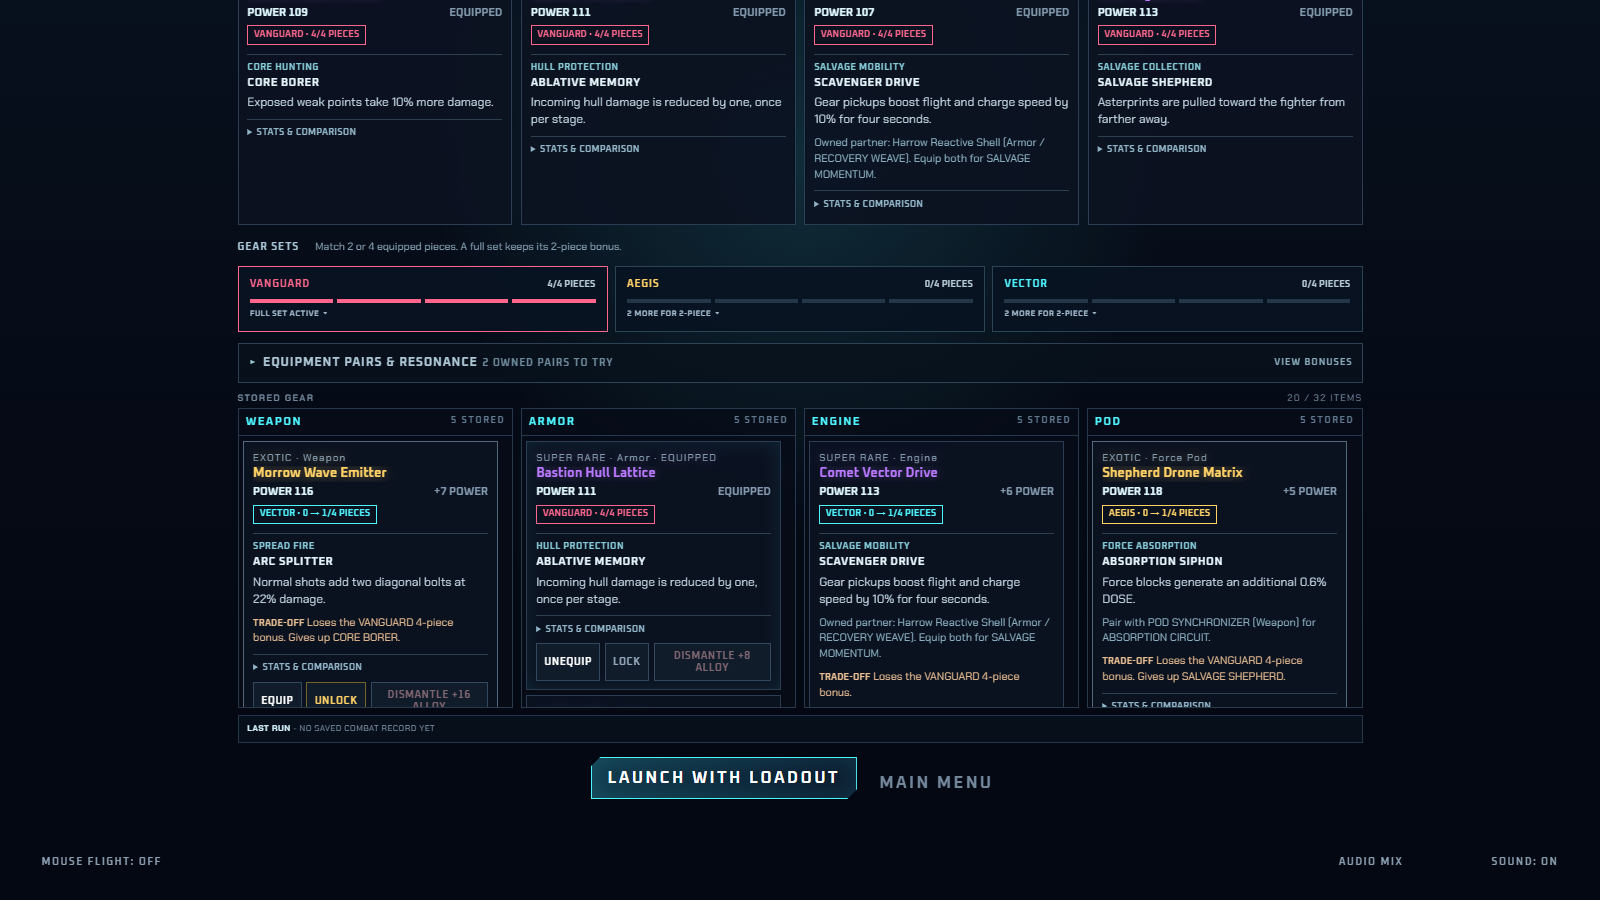 POWER 109 EQUIPPED
VANGUARD • 4/4 PIECES
CORE HUNTING
CORE BORER
Exposed weak points take 10% more damage.
▸ STATS & COMPARISON
POWER 111 EQUIPPED
VANGUARD • 4/4 PIECES
HULL PROTECTION
ABLATIVE MEMORY
Incoming hull damage is reduced by one, once
per stage.
▸ STATS & COMPARISON
POWER 107 EQUIPPED
VANGUARD • 4/4 PIECES
SALVAGE MOBILITY
SCAVENGER DRIVE
Gear pickups boost flight and charge speed by
10% for four seconds.
Owned partner: Harrow Reactive Shell (Armor /
RECOVERY WEAVE). Equip both for SALVAGE
MOMENTUM.
▸ STATS & COMPARISON
POWER 113 EQUIPPED
VANGUARD • 4/4 PIECES
SALVAGE COLLECTION
SALVAGE SHEPHERD
Asterprints are pulled toward the fighter from
farther away.
▸ STATS & COMPARISON
GEAR SETS Match 2 or 4 equipped pieces. A full set keeps its 2-piece bonus.
VANGUARD 4/4 PIECES
FULL SET ACTIVE ▾
AEGIS 0/4 PIECES
2 MORE FOR 2-PIECE ▾
VECTOR 0/4 PIECES
2 MORE FOR 2-PIECE ▾
▸ EQUIPMENT PAIRS & RESONANCE 2 OWNED PAIRS TO TRY VIEW BONUSES
STORED GEAR 20 / 32 ITEMS
WEAPON 5 STORED
EXOTIC · Weapon
Morrow Wave Emitter
POWER 116 +7 POWER
VECTOR • 0 → 1/4 PIECES
SPREAD FIRE
ARC SPLITTER
Normal shots add two diagonal bolts at
22% damage.
TRADE-OFF Loses the VANGUARD 4-piece
bonus. Gives up CORE BORER.
▸ STATS & COMPARISON
EQUIP UNLOCK DISMANTLE +16
ALLOY
ARMOR 5 STORED
SUPER RARE · Armor · EQUIPPED
Bastion Hull Lattice
POWER 111 EQUIPPED
VANGUARD • 4/4 PIECES
HULL PROTECTION
ABLATIVE MEMORY
Incoming hull damage is reduced by one,
once per stage.
▸ STATS & COMPARISON
UNEQUIP LOCK DISMANTLE +8
ALLOY
ENGINE 5 STORED
SUPER RARE · Engine
Comet Vector Drive
POWER 113 +6 POWER
VECTOR • 0 → 1/4 PIECES
SALVAGE MOBILITY
SCAVENGER DRIVE
Gear pickups boost flight and charge
speed by 10% for four seconds.
Owned partner: Harrow Reactive Shell (Armor /
RECOVERY WEAVE). Equip both for SALVAGE
MOMENTUM.
TRADE-OFF Loses the VANGUARD 4-piece
bonus.
POD 5 STORED
EXOTIC · Force Pod
Shepherd Drone Matrix
POWER 118 +5 POWER
AEGIS • 0 → 1/4 PIECES
FORCE ABSORPTION
ABSORPTION SIPHON
Force blocks generate an additional 0.6%
DOSE.
Pair with POD SYNCHRONIZER (Weapon) for
ABSORPTION CIRCUIT.
TRADE-OFF Loses the VANGUARD 4-piece
bonus. Gives up SALVAGE SHEPHERD.
▸ STATS & COMPARISON
LAST RUN · NO SAVED COMBAT RECORD YET
LAUNCH WITH LOADOUT MAIN MENU
MOUSE FLIGHT: OFF AUDIO MIX SOUND: ON